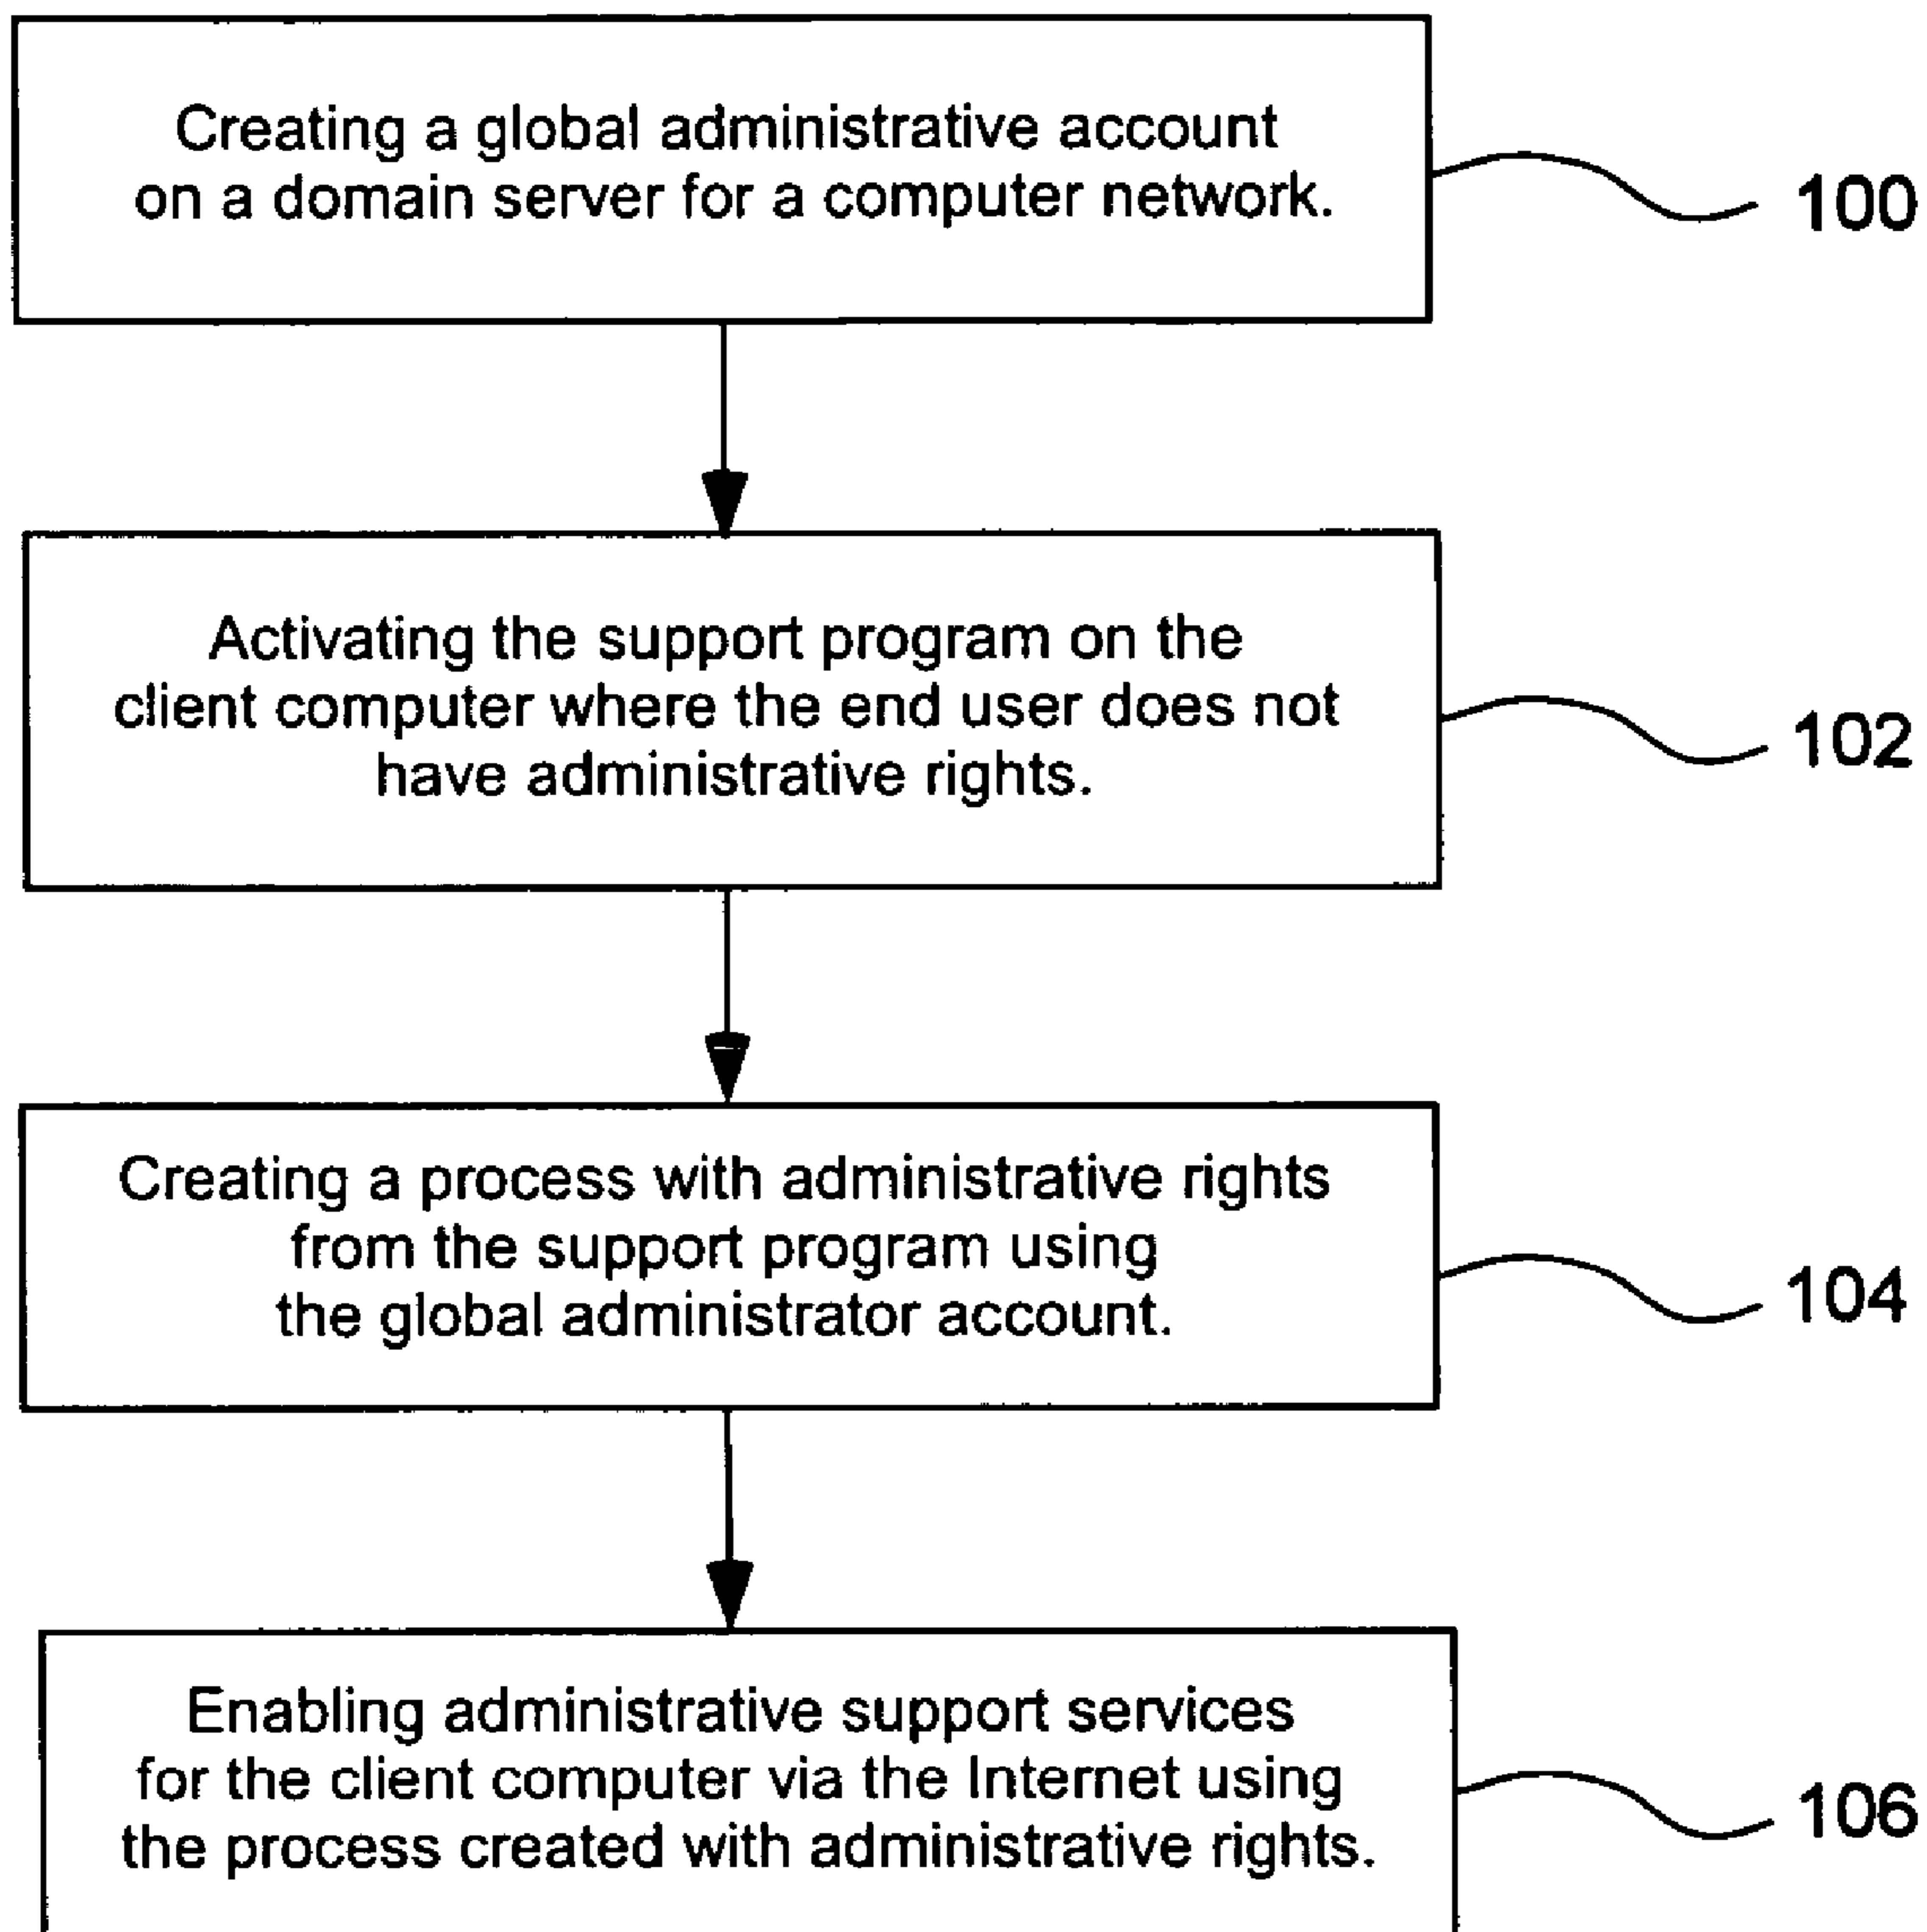 Creating a global administrative account
on a domain server for a computer network.
100
Activating the support program on the
client computer where the end user does not
have administrative rights.
102
Creating a process with administrative rights
from the support program using
the global administrator account.
104
Enabling administrative support services
for the client computer via the Internet using
the process created with administrative rights.
106